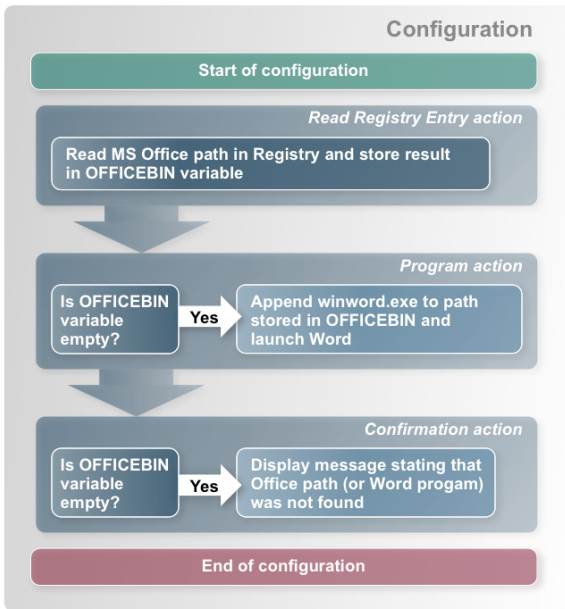 Configuration
Start of configuration
Read Registry Entry action
Read MS Office path in Registry and store result
in OFFICEBIN variable
Program action
Is OFFICEBIN
variable
empty?
Yes
Append winword.exe to path
stored in OFFICEBIN and
launch Word
Confirmation action
Is OFFICEBIN
variable
empty?
Yes
Display message stating that
Office path (or Word progam)
was not found
End of configuration